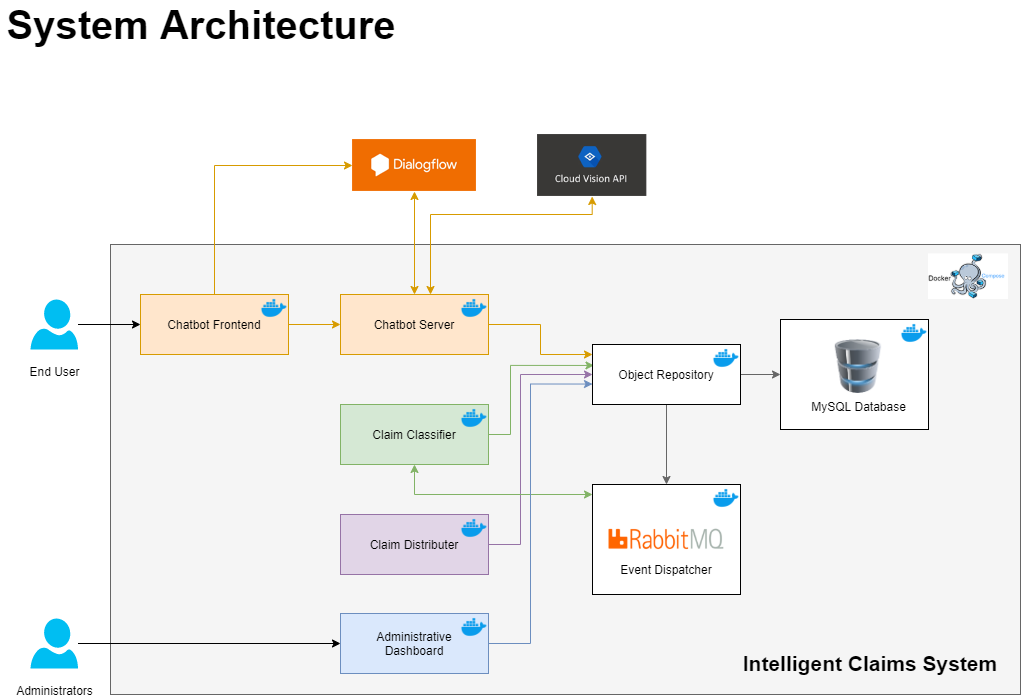 System Architecture
Dialogflow
Cloud Vision API
Docker
Compose
Chatbot Frontend
Chatbot Server
End User
Object Repository
MySQL Database
Claim Classifier
RabbitMQ
Event Dispatcher
Claim Distributer
Administrative
Dashboard
Intelligent Claims System
Administrators